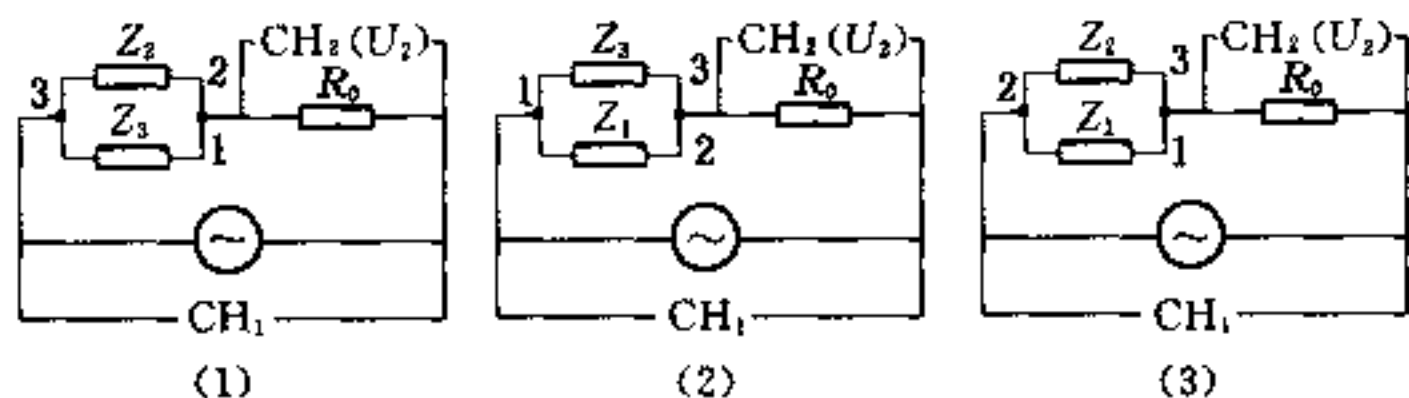 Z₂ 2 CH₂ (U₂)
3 R₀
Z₃ 1
~
CH₁
(1)
Z₃ 3 CH₂ (U₂)
1 R₀
Z₁ 2
~
CH₁
(2)
Z₂ 3 CH₂ (U₂)
2 R₀
Z₁ 1
~
CH₁
(3)